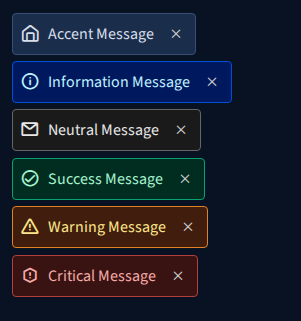 Accent Message
Information Message
Neutral Message
Success Message
Warning Message
Critical Message